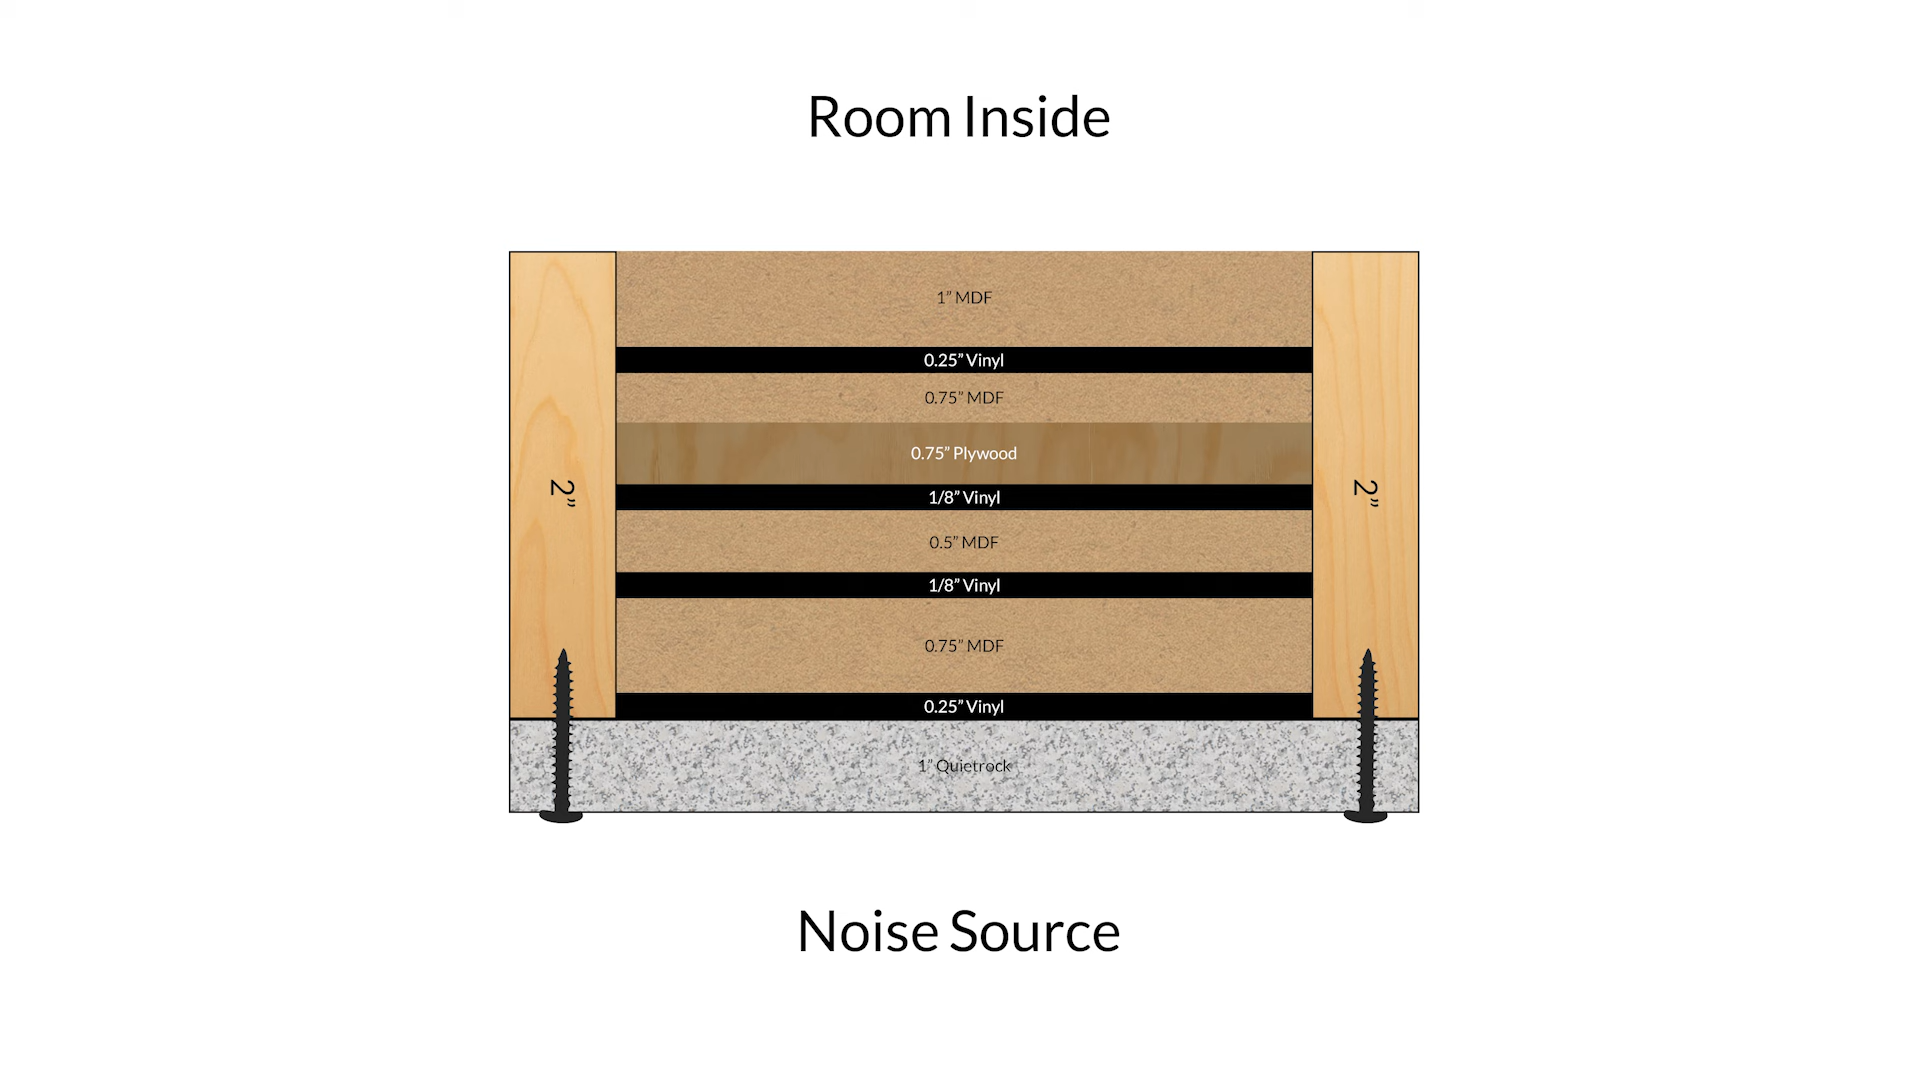 Room Inside
1” MDF
0.25” Vinyl
0.75” MDF
0.75” Plywood
1/8” Vinyl
2”
2”
0.5” MDF
1/8” Vinyl
0.75” MDF
0.25” Vinyl
1” Quietrock
Noise Source